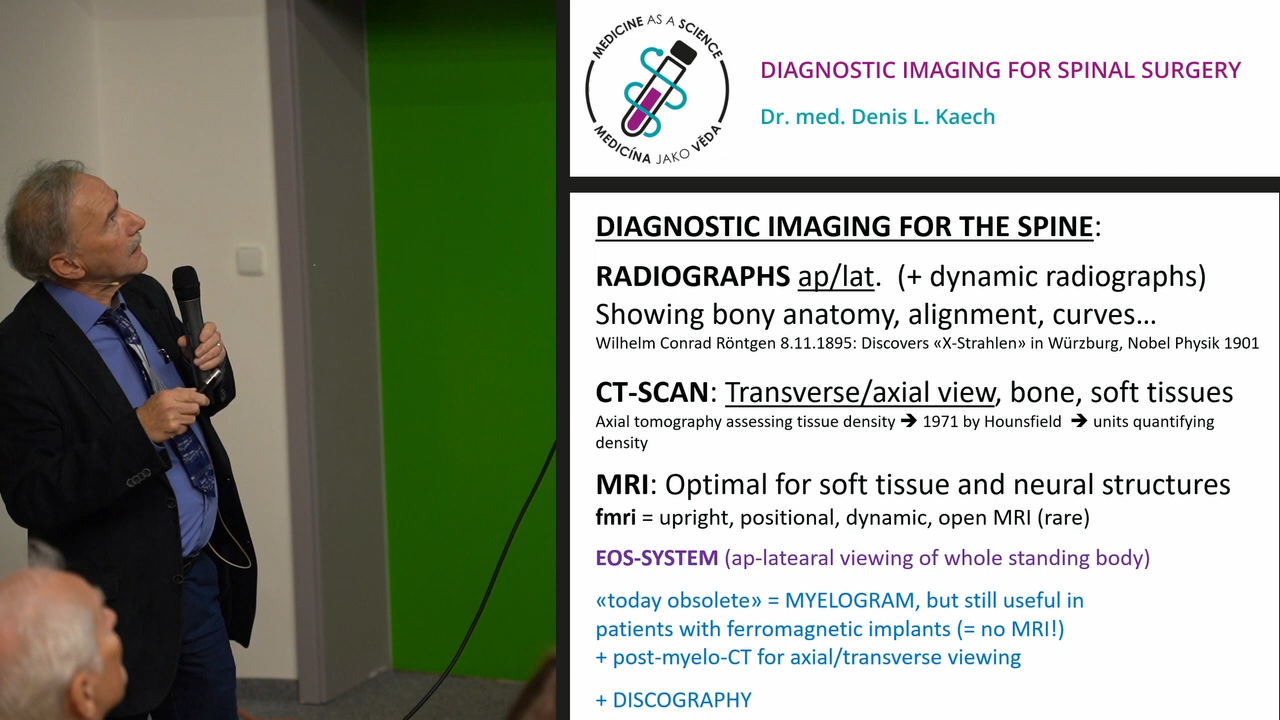 MEDICINE AS A SCIENCE
MEDICÍNA JAKO VĚDA
DIAGNOSTIC IMAGING FOR SPINAL SURGERY
Dr. med. Denis L. Kaech
DIAGNOSTIC IMAGING FOR THE SPINE:
RADIOGRAPHS ap/lat. (+ dynamic radiographs)
Showing bony anatomy, alignment, curves...
Wilhelm Conrad Röntgen 8.11.1895: Discovers «X-Strahlen» in Würzburg, Nobel Physik 1901
CT-SCAN: Transverse/axial view, bone, soft tissues
Axial tomography assessing tissue density → 1971 by Hounsfield → units quantifying
density
MRI: Optimal for soft tissue and neural structures
fmri = upright, positional, dynamic, open MRI (rare)
EOS-SYSTEM (ap-latearal viewing of whole standing body)
«today obsolete» = MYELOGRAM, but still useful in
patients with ferromagnetic implants (= no MRI!)
+ post-myelo-CT for axial/transverse viewing
+ DISCOGRAPHY